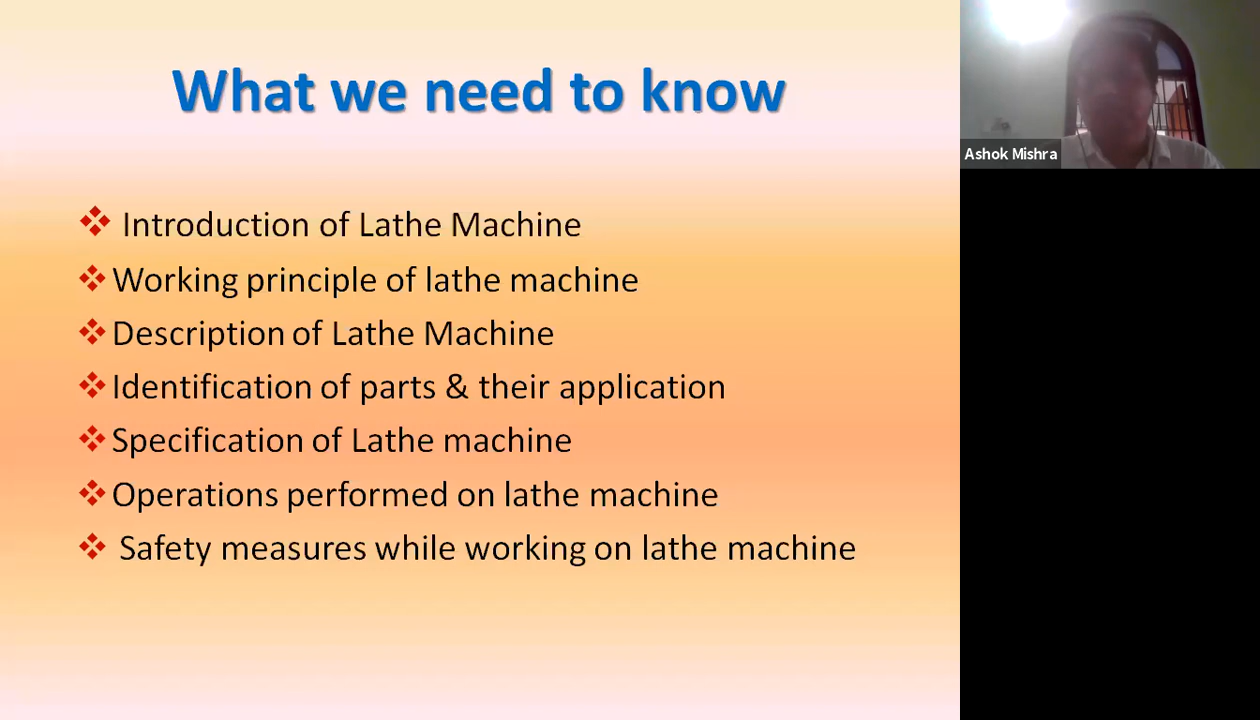 What we need to know
Introduction of Lathe Machine
Working principle of lathe machine
Description of Lathe Machine
Identification of parts & their application
Specification of Lathe machine
Operations performed on lathe machine
Safety measures while working on lathe machine
Ashok Mishra